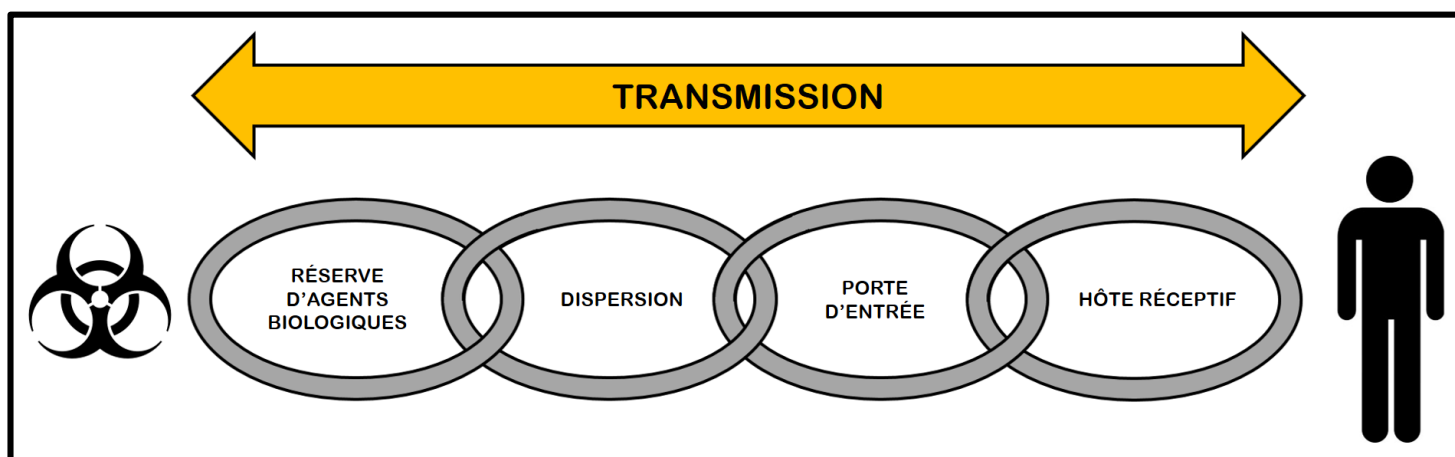 TRANSMISSION
RÉSERVE
D’AGENTS
BIOLOGIQUES
DISPERSION
PORTE
D’ENTRÉE
HÔTE RÉCEPTIF